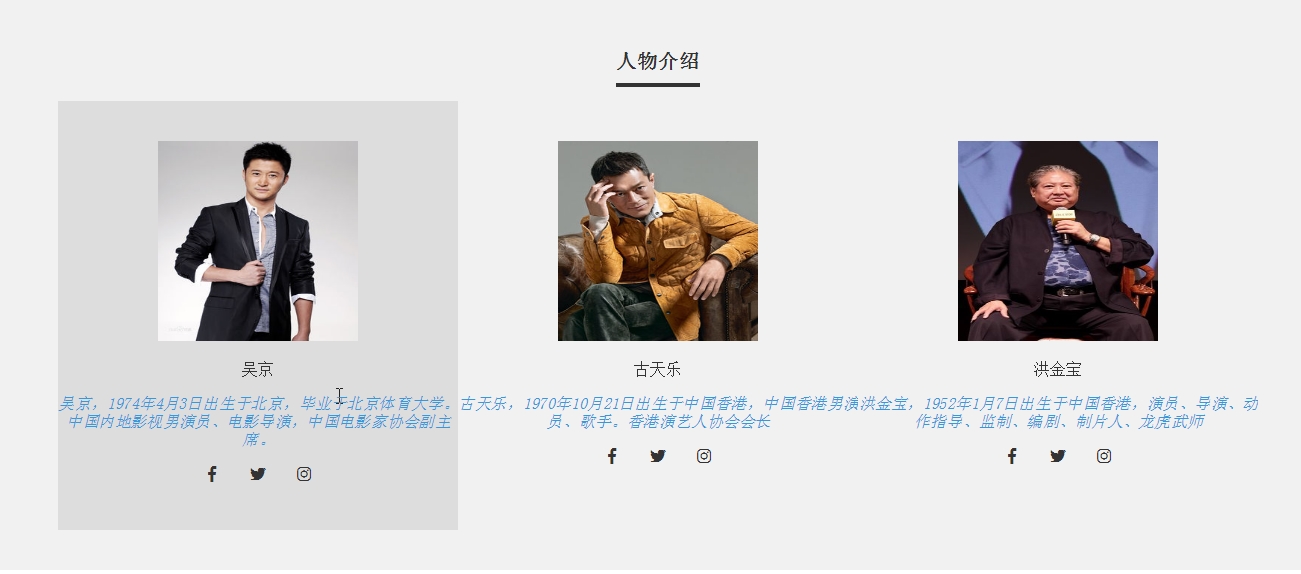 人物介绍
吴京
吴京，1974年4月3日出生于北京，毕业于北京体育大学。
中国内地影视男演员、电影导演，中国电影家协会副主
席。
古天乐
古天乐，1970年10月21日出生于中国香港，中国香港男演
员、歌手。香港演艺人协会会长
洪金宝
洪金宝，1952年1月7日出生于中国香港，演员、导演、动
作指导、监制、编剧、制片人、龙虎武师